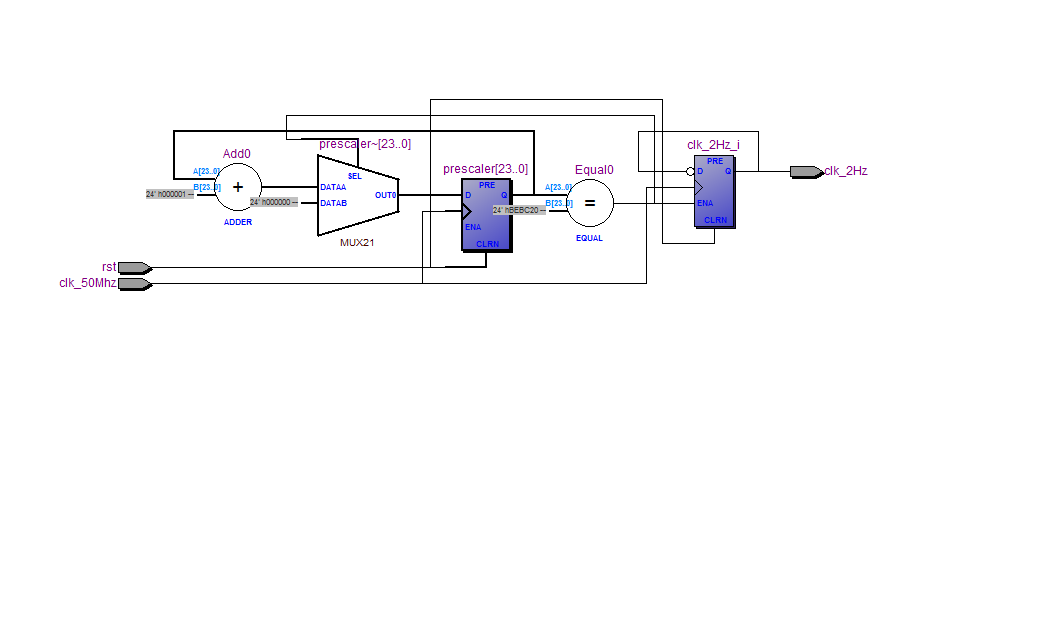 Add0
A[23..0]
B[23..0]
24' h000001 --
+
ADDER
prescaler~[23..0]
SEL
DATAA
24' h000000 --
DATAB
OUT0
MUX21
prescaler[23..0]
PRE
D
Q
ENA
CLRN
Equal0
A[23..0]
24' hBEBC20 --
B[23..0]
=
EQUAL
clk_2Hz_i
PRE
D
Q
ENA
CLRN
clk_2Hz
rst
clk_50Mhz